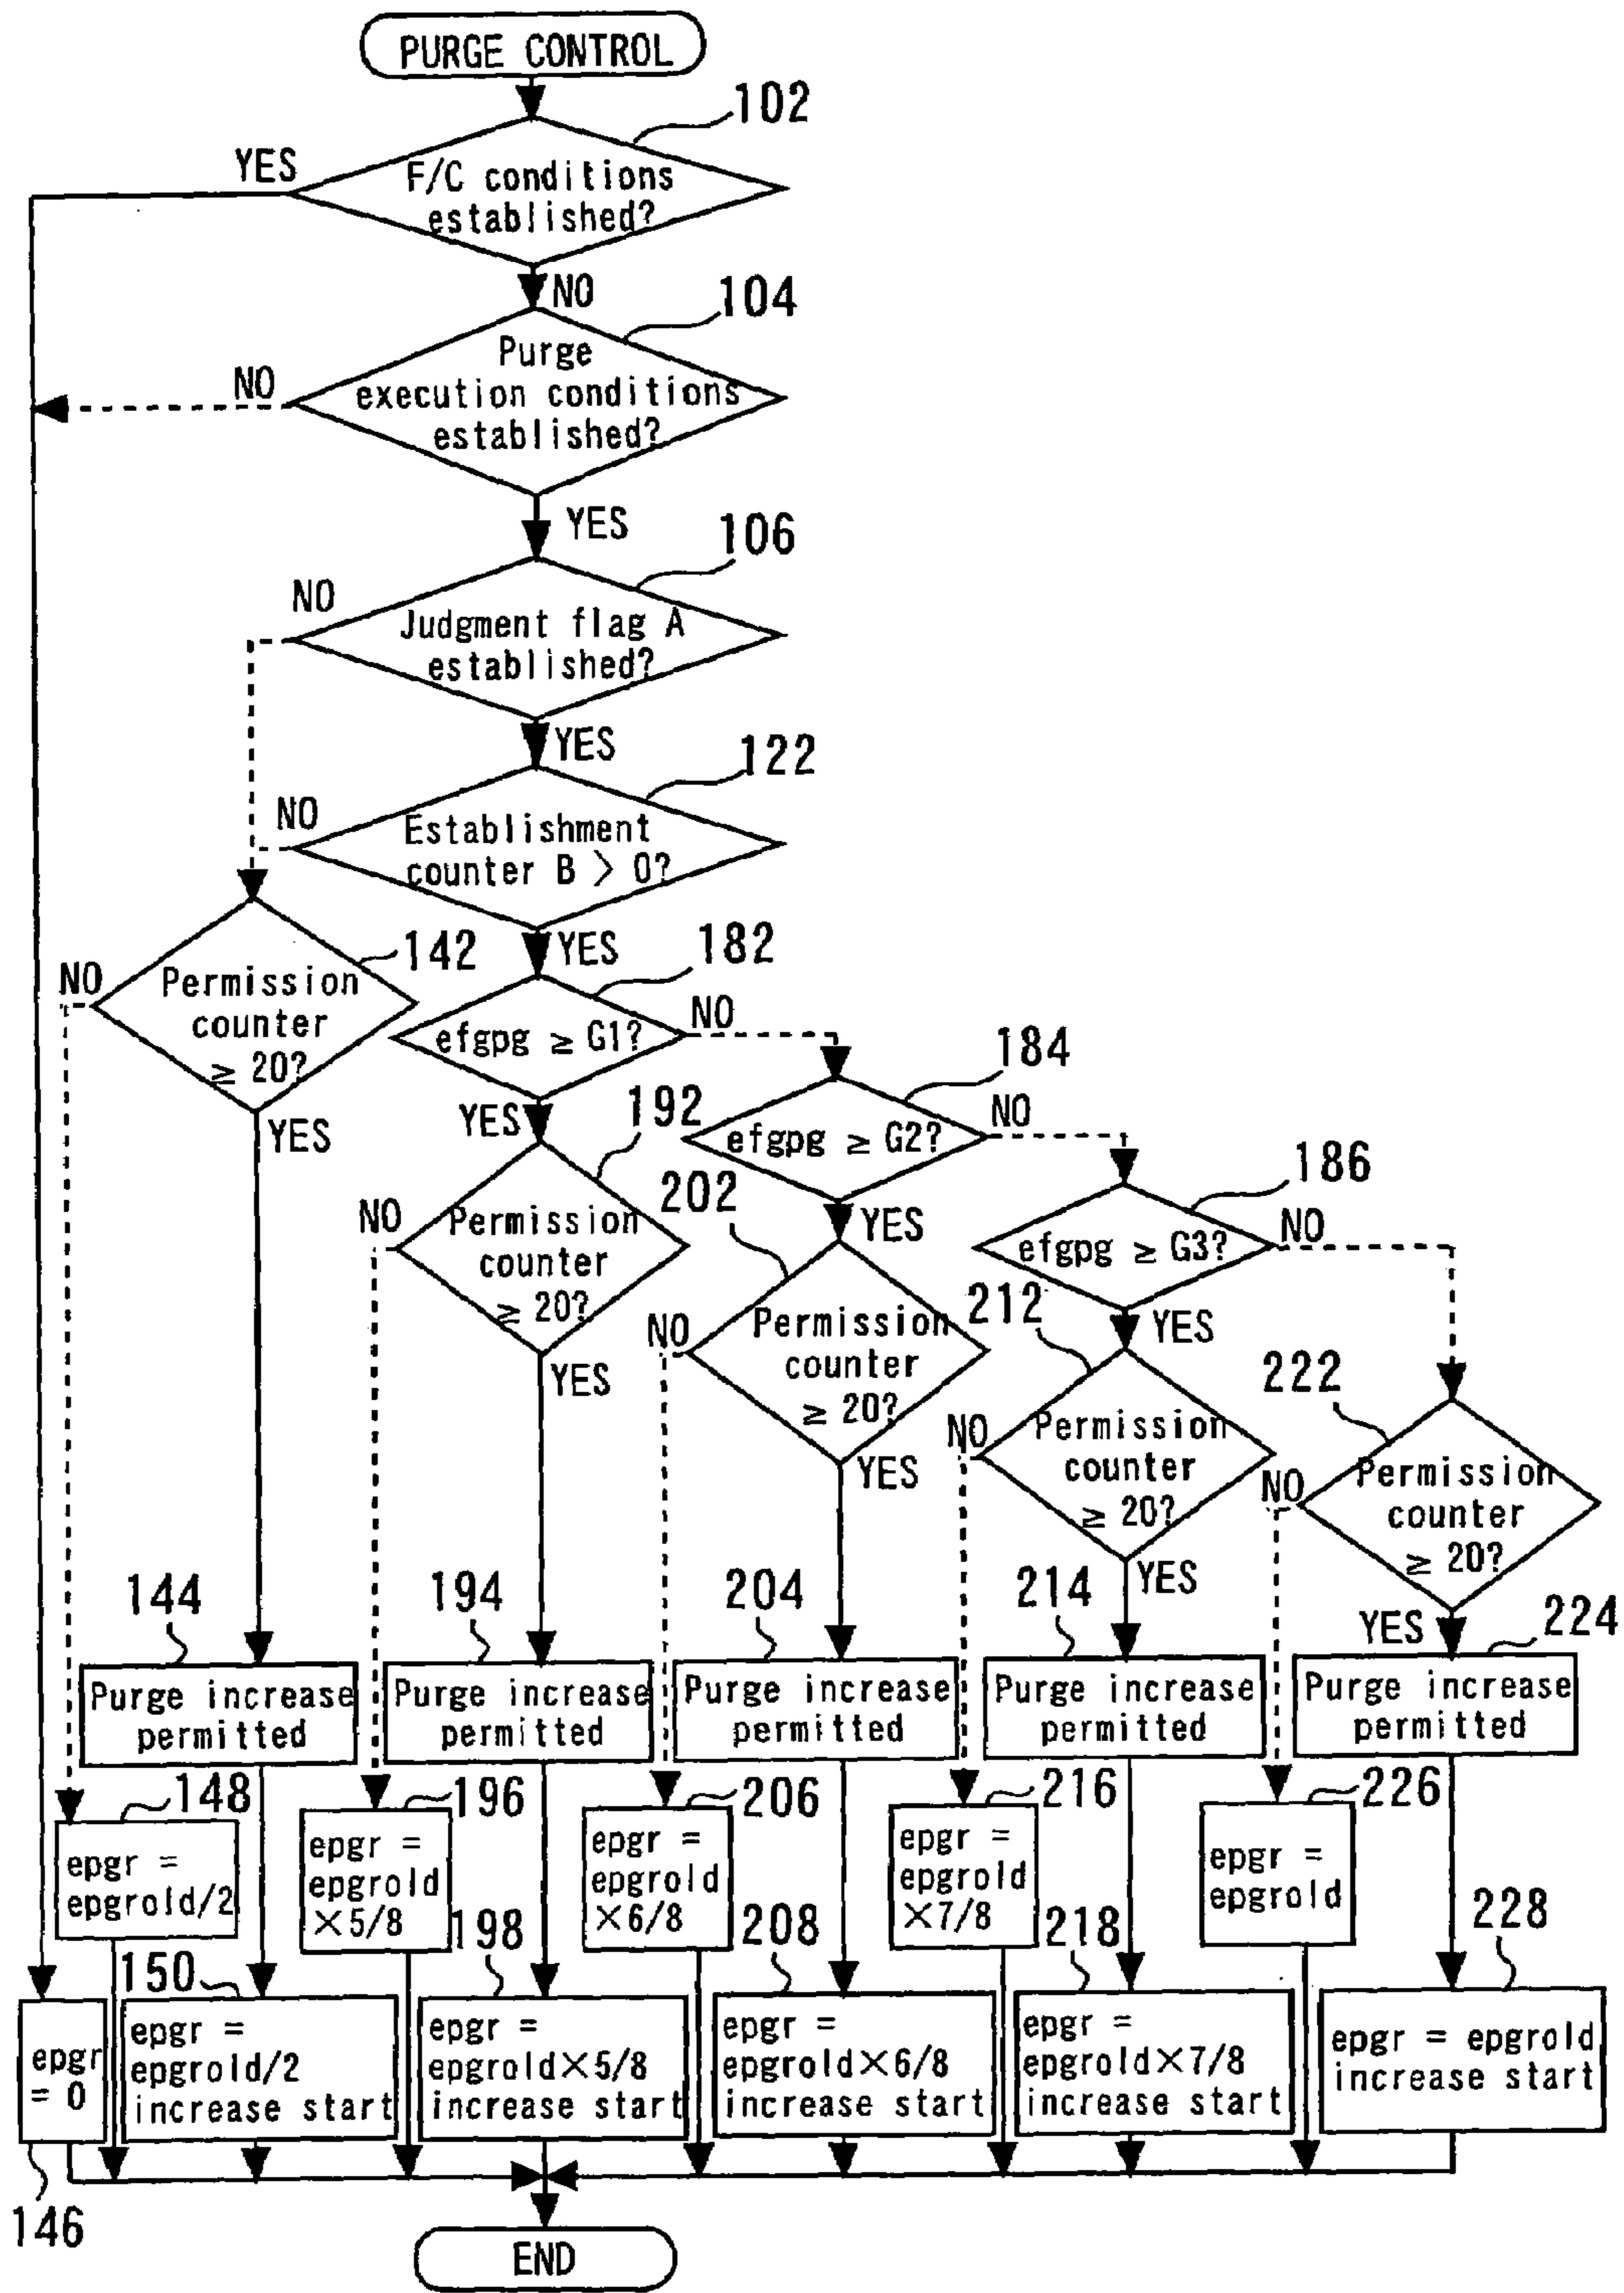 PURGE CONTROL
102
YES
F/C conditions
established?
NO
104
NO
Purge
execution conditions
established?
YES
106
NO
Judgment flag A
established?
YES
122
NO
Establishment
counter B > 0?
YES
142
NO
Permission
counter
≥ 20?
YES
182
efgpg ≥ G1?
NO
YES
184
efgpg ≥ G2?
NO
YES
186
efgpg ≥ G3?
NO
YES
192
NO
Permission
counter
≥ 20?
YES
202
NO
Permission
counter
≥ 20?
YES
212
NO
Permission
counter
≥ 20?
YES
222
NO
Permission
counter
≥ 20?
YES
144
Purge increase
permitted
194
Purge increase
permitted
204
Purge increase
permitted
214
Purge increase
permitted
224
Purge increase
permitted
148
epgr =
epgrold/2
196
epgr =
epgrold
×5/8
206
epgr =
epgrold
×6/8
216
epgr =
epgrold
×7/8
226
epgr =
epgrold
146
epgr
= 0
150
epgr =
epgrold/2
increase start
198
epgr =
epgrold×5/8
increase start
208
epgr =
epgrold×6/8
increase start
218
epgr =
epgrold×7/8
increase start
228
epgr = epgrold
increase start
END